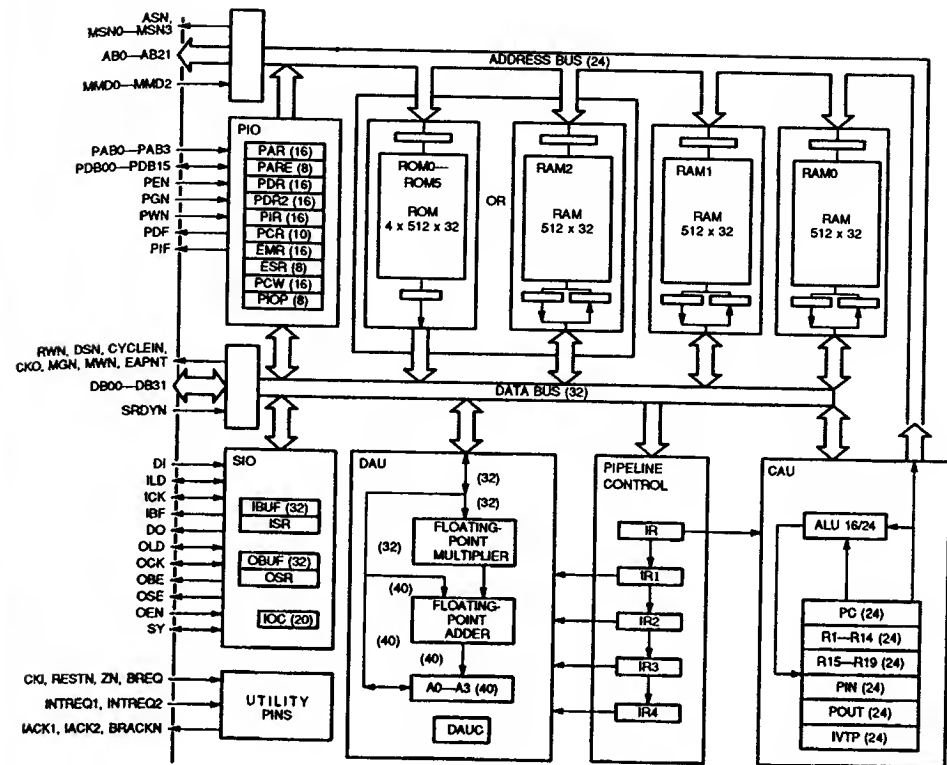 ASN,
MSN0—MSN3
AB0—AB21
MMD0—MMD2
ADDRESS BUS (24)
PIO
PAB0—PAB3
PDB00—PDB15
PEN
PGN
PWN
PDF
PIF
PAR (16)
PARE (8)
PDR (16)
PDR2 (16)
PIR (16)
PCR (10)
EMR (16)
ESR (8)
PCW (16)
PIOP (8)
ROM0—
ROM5
ROM
4 x 512 x 32
OR
RAM2
RAM
512 x 32
RAM1
RAM
512 x 32
RAM0
RAM
512 x 32
RWN, DSN, CYCLEIN,
CKO, MGN, MWN, EAPNT
DB00—DB31
SRDYN
DATA BUS (32)
SIO
DI
ILD
ICK
IBF
DO
OLD
OCK
OBE
OSE
OEN
SY
IBUF (32)
ISR
OBUF (32)
OSR
IOC (20)
CKI, RESTN, ZN, BREQ
INTREQ1, INTREQ2
IACK1, IACK2, BRACKN
UTILITY
PINS
DAU
(32)
(32)
FLOATING-
POINT
MULTIPLIER
(32)
(40)
FLOATING-
POINT
ADDER
(40)
(40)
A0—A3 (40)
DAUC
PIPELINE
CONTROL
IR
IR1
IR2
IR3
IR4
CAU
ALU 16/24
PC (24)
R1—R14 (24)
R15—R19 (24)
PIN (24)
POUT (24)
IVTP (24)